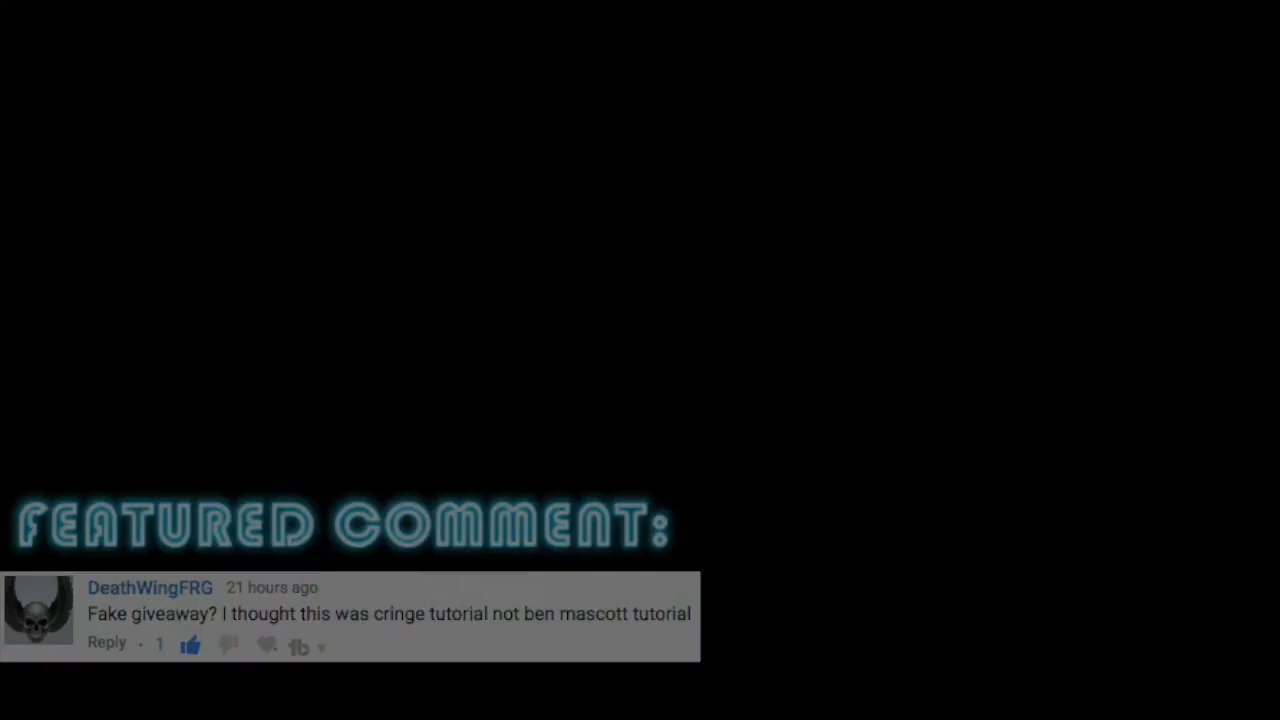 FEATURED COMMENT:
DeathWingFRG 21 hours ago
Fake giveaway? I thought this was cringe tutorial not ben mascott tutorial
Reply · 1 tb